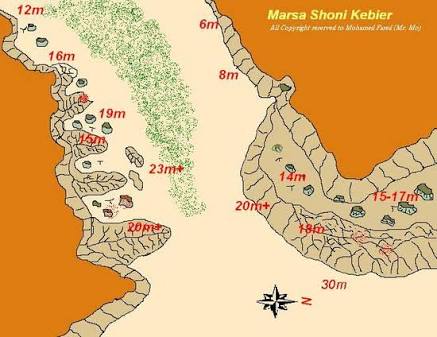 12m
6m
Marsa Shoni Kebier
All Copyright reserved to Mohamed Fared (Mr. Mo)
16m
8m
19m
15m
23m+
14m
15-17m
20m+
20m+
18m
30m
N